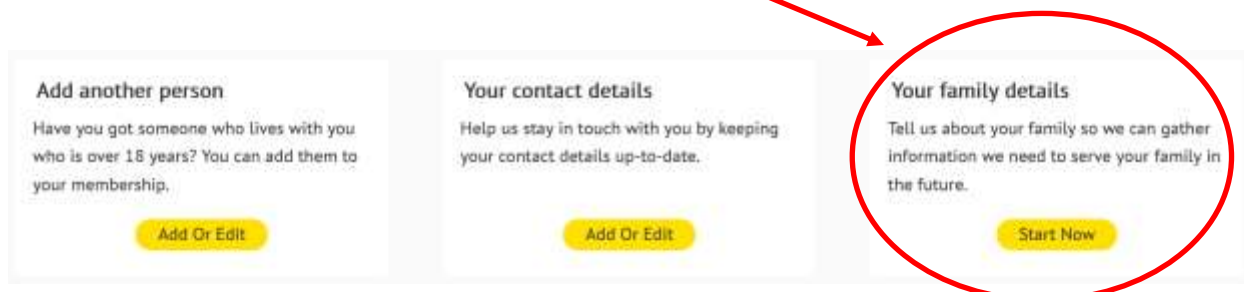 Add another person
Have you got someone who lives with you
who is over 18 years? You can add them to
your membership.
Add Or Edit
Your contact details
Help us stay in touch with you by keeping
your contact details up-to-date.
Add Or Edit
Your family details
Tell us about your family so we can gather
information we need to serve your family in
the future.
Start Now